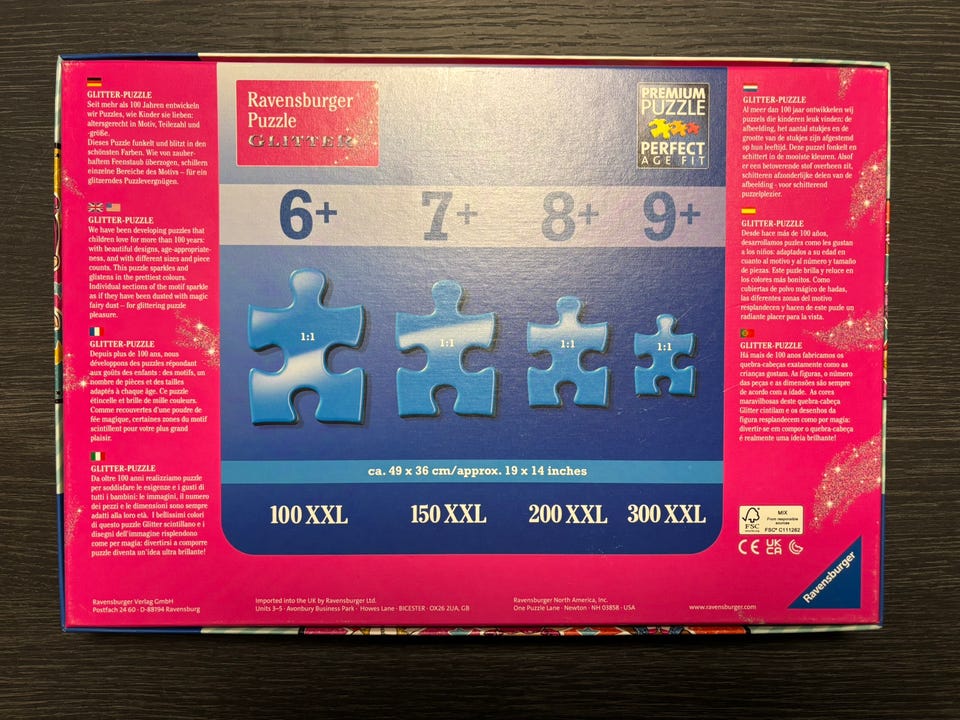 GLITTER-PUZZLE
Seit mehr als 100 Jahren entwickeln
wir Puzzles, wie Kinder sie lieben:
altersgerecht in Motiv, Teilezahl und
-größe.
Dieses Puzzle funkelt und blitzt in den
schönsten Farben. Wie von zauber-
haftem Feenstaub überzogen, schillern
einzelne Bereiche des Motivs – für ein
glitzerndes Puzzlevergnügen.
GLITTER-PUZZLE
We have been developing puzzles that
children love for more than 100 years:
with beautiful designs, age-appropriate-
ness, and with different sizes and piece
counts. This puzzle sparkles and
glistens in the prettiest colours.
Individual sections of the motif sparkle
as if they have been dusted with magic
fairy dust – for glittering puzzle
pleasure.
GLITTER-PUZZLE
Depuis plus de 100 ans, nous
développons des puzzles répondant
aux goûts des enfants : des motifs, un
nombre de pièces et des tailles
adaptés à chaque âge. Ce puzzle
étincelle et brille de mille couleurs.
Comme recouvertes d'une poudre de
fée magique, certaines zones du motif
scintillent pour votre plus grand
plaisir.
GLITTER-PUZZLE
Da oltre 100 anni realizziamo puzzle
per soddisfare le esigenze e i gusti di
tutti i bambini: le immagini, il numero
dei pezzi e le dimensioni sono sempre
adatti alla loro età. I bellissimi colori
di questo puzzle Glitter scintillano e i
disegni dell'immagine risplendono
come per magia: divertirsi a comporre
puzzle diventa un'idea ultra brillante!
Ravensburger
Puzzle
GLITTER
PREMIUM
PUZZLE
PERFECT
AGE FIT
6+ 7+ 8+ 9+
1:1 1:1 1:1 1:1
ca. 49 x 36 cm/approx. 19 x 14 inches
100 XXL 150 XXL 200 XXL 300 XXL
GLITTER-PUZZLE
Al meer dan 100 jaar ontwikkelen wij
puzzels die kinderen leuk vinden: de
afbeelding, het aantal stukjes en de
grootte van de stukjes zijn afgestemd
op hun leeftijd. Deze puzzel fonkelt en
schittert in de mooiste kleuren. Alsof
er een betoverende stof overheen zit,
schitteren afzonderlijke delen van de
afbeelding - voor schitterend
puzzelplezier.
GLITTER-PUZZLE
Desde hace más de 100 años,
desarrollamos puzles como les gustan
a los niños: adaptados a su edad en
cuanto al motivo y al número y tamaño
de piezas. Este puzle brilla y reluce en
los colores más bonitos. Como
cubiertas de polvo mágico de hadas,
las diferentes zonas del motivo
resplandecen y hacen de este puzle un
radiante placer para la vista.
GLITTER-PUZZLE
Há mais de 100 anos fabricamos os
quebra-cabeças exatamente como as
crianças gostam. As figuras, o número
das peças e as dimensões são sempre
de acordo com a idade. As cores
maravilhosas deste quebra-cabeça
Glitter cintilam e os desenhos da
figura resplandecem como por magia:
divertir-se em compor o quebra-cabeça
é realmente uma ideia brilhante!
FSC
MIX
From responsible
sources
FSC® C111262
CE UK CA
Ravensburger
Ravensburger Verlag GmbH
Postfach 24 60 · D-88194 Ravensburg
Imported into the UK by Ravensburger Ltd.
Units 3–5 · Avonbury Business Park · Howes Lane · BICESTER · OX26 2UA, GB
Ravensburger North America, Inc.
One Puzzle Lane · Newton · NH 03858 · USA
www.ravensburger.com